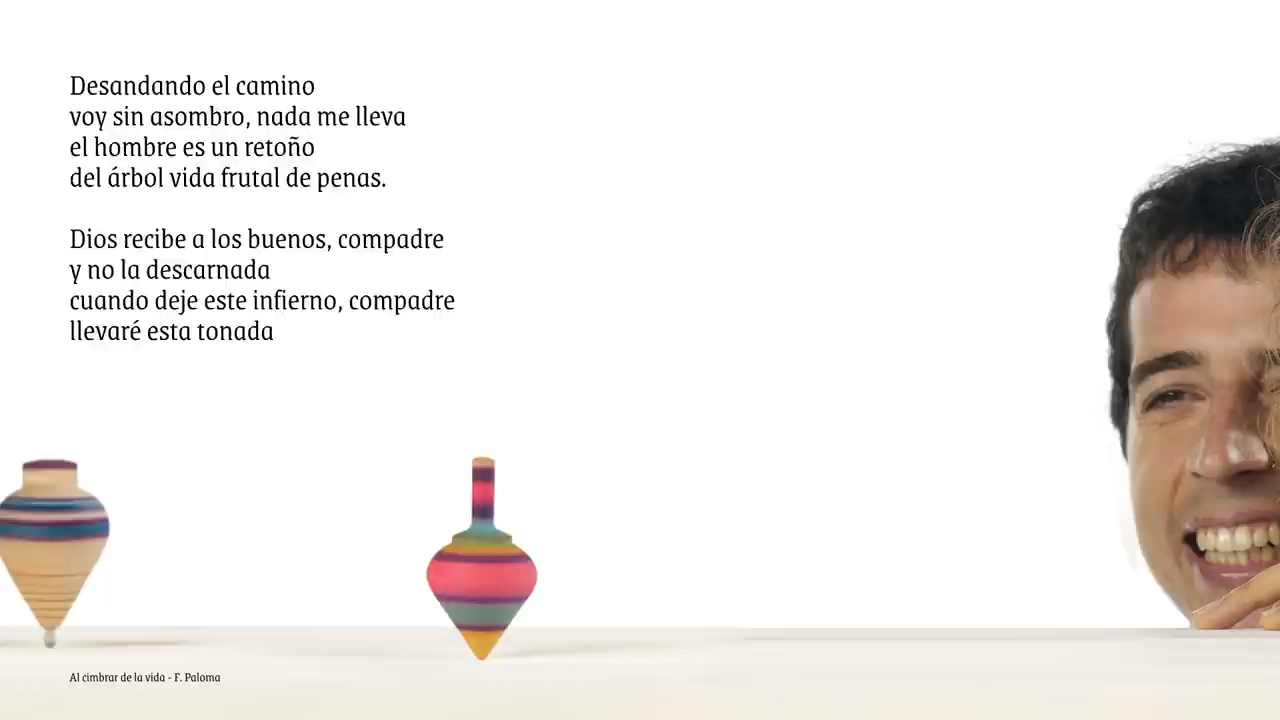 Desandando el camino
voy sin asombro, nada me lleva
el hombre es un retoño
del árbol vida frutal de penas.
Dios recibe a los buenos, compadre
y no la descarnada
cuando deje este infierno, compadre
llevaré esta tonada
Al cimbrar de la vida - F. Paloma